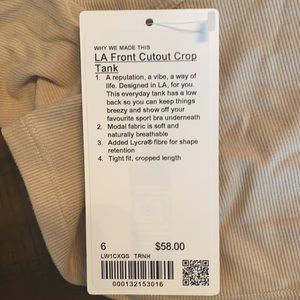 WHY WE MADE THIS
LA Front Cutout Crop
Tank
1. A reputation, a vibe, a way of
life. Designed in LA, for you.
This everyday tank has a low
back so you can keep things
breezy and show off your
favourite sport bra underneath
2. Modal fabric is soft and
naturally breathable
3. Added Lycra® fibre for shape
retention
4. Tight fit, cropped length
6 $58.00
LW1CXGS TRNH
000132153016